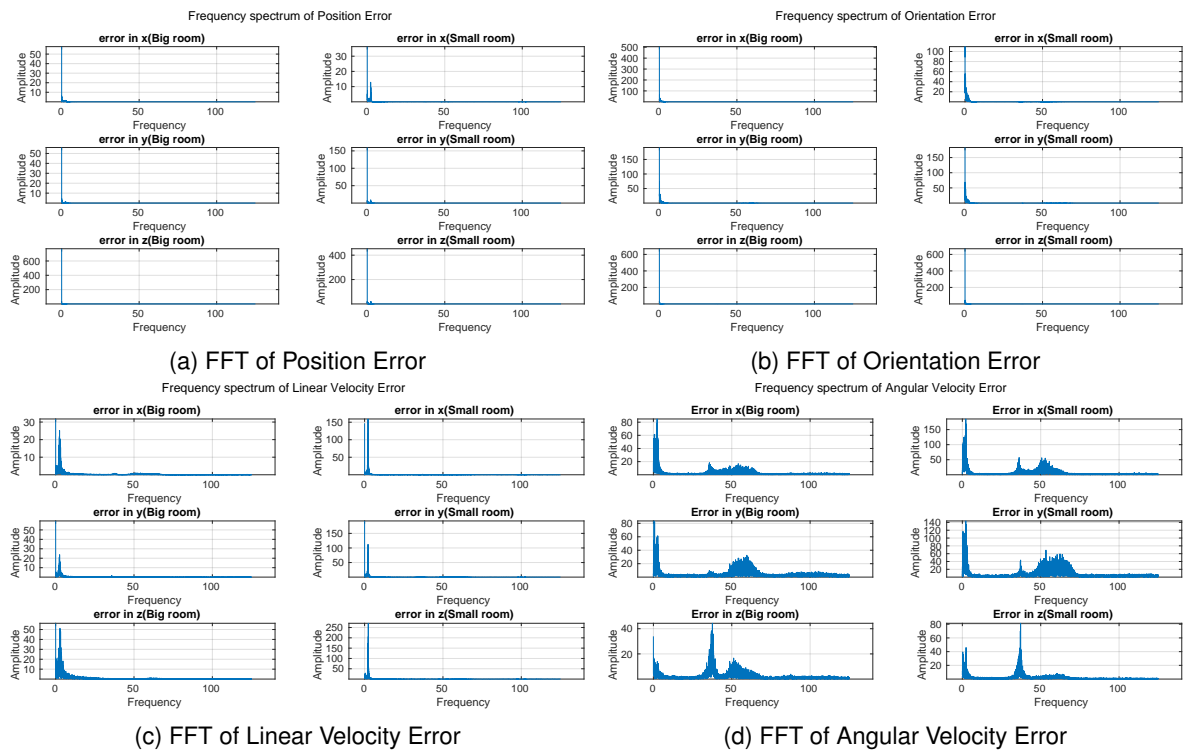 Frequency spectrum of Position Error
error in x(Big room)
50
40
30
20
10
Amplitude
0 50 100
Frequency
error in x(Small room)
30
20
10
Amplitude
0 50 100
Frequency
error in y(Big room)
50
40
30
20
10
Amplitude
0 50 100
Frequency
error in y(Small room)
150
100
50
Amplitude
0 50 100
Frequency
error in z(Big room)
600
400
200
Amplitude
0 50 100
Frequency
error in z(Small room)
400
200
Amplitude
0 50 100
Frequency
(a) FFT of Position Error
Frequency spectrum of Orientation Error
error in x(Big room)
500
400
300
200
100
Amplitude
0 50 100
Frequency
error in x(Small room)
100
80
60
40
20
Amplitude
0 50 100
Frequency
error in y(Big room)
150
100
50
Amplitude
0 50 100
Frequency
error in y(Small room)
150
100
50
Amplitude
0 50 100
Frequency
error in z(Big room)
600
400
200
Amplitude
0 50 100
Frequency
error in z(Small room)
600
400
200
Amplitude
0 50 100
Frequency
(b) FFT of Orientation Error
Frequency spectrum of Linear Velocity Error
error in x(Big room)
30
20
10
Amplitude
0 50 100
Frequency
error in x(Small room)
150
100
50
Amplitude
0 50 100
Frequency
error in y(Big room)
50
40
30
20
10
Amplitude
0 50 100
Frequency
error in y(Small room)
150
100
50
Amplitude
0 50 100
Frequency
error in z(Big room)
50
40
30
20
10
Amplitude
0 50 100
Frequency
error in z(Small room)
250
200
150
100
50
Amplitude
0 50 100
Frequency
(c) FFT of Linear Velocity Error
Frequency spectrum of Angular Velocity Error
Error in x(Big room)
80
60
40
20
Amplitude
0 50 100
Frequency
Error in x(Small room)
150
100
50
Amplitude
0 50 100
Frequency
Error in y(Big room)
80
60
40
20
Amplitude
0 50 100
Frequency
Error in y(Small room)
140
120
100
80
60
40
20
Amplitude
0 50 100
Frequency
Error in z(Big room)
40
20
Amplitude
0 50 100
Frequency
Error in z(Small room)
80
60
40
20
Amplitude
0 50 100
Frequency
(d) FFT of Angular Velocity Error